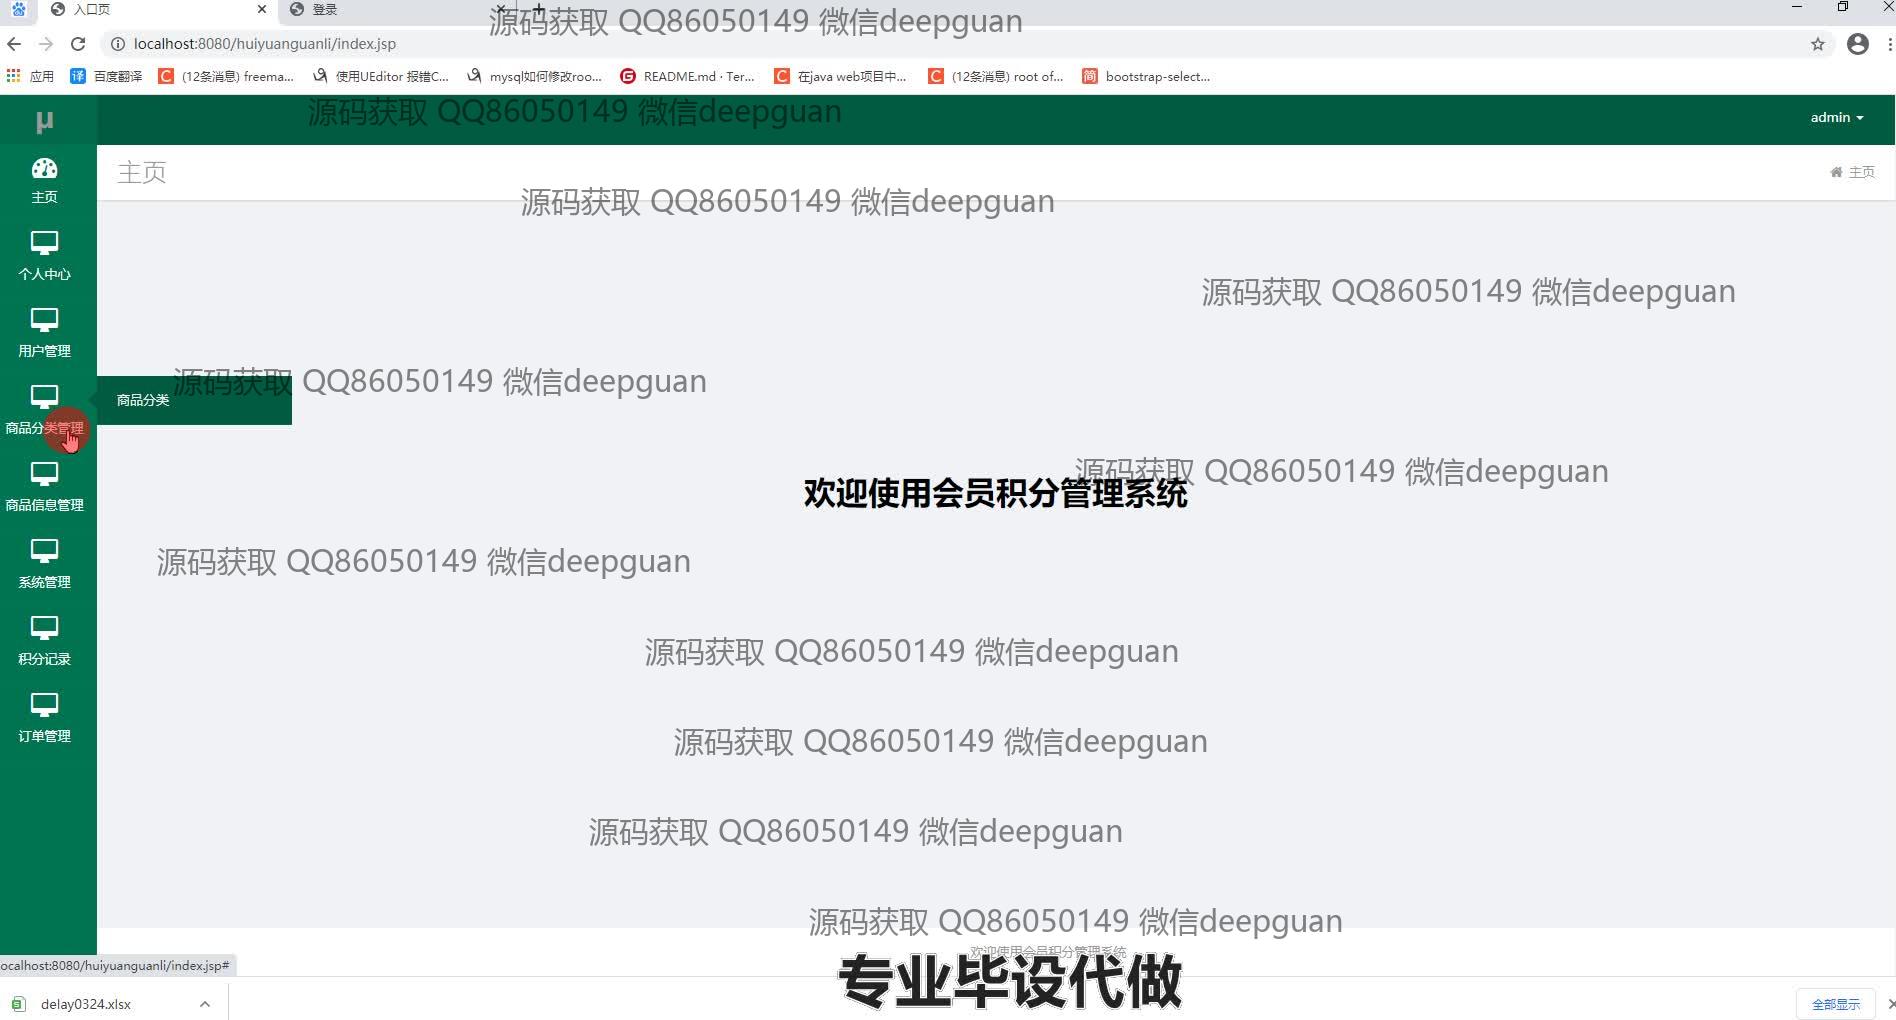 入口页
登录
源码获取 QQ86050149 微信deepguan
localhost:8080/huiyuanguanli/index.jsp
应用
百度翻译
(12条消息) freema...
使用UEditor 报错C...
mysql如何修改roo...
README.md · Ter...
在java web项目中...
(12条消息) root of...
bootstrap-select...
μ
源码获取 QQ86050149 微信deepguan
admin
主页
主页
主页
源码获取 QQ86050149 微信deepguan
个人中心
源码获取 QQ86050149 微信deepguan
用户管理
源码获取 QQ86050149 微信deepguan
商品分类
商品分类管理
源码获取 QQ86050149 微信deepguan
欢迎使用会员积分管理系统
商品信息管理
源码获取 QQ86050149 微信deepguan
系统管理
源码获取 QQ86050149 微信deepguan
积分记录
源码获取 QQ86050149 微信deepguan
订单管理
源码获取 QQ86050149 微信deepguan
源码获取 QQ86050149 微信deepguan
欢迎使用会员积分管理系统
ocalhost:8080/huiyuanguanli/index.jsp#
专业毕设代做
delay0324.xlsx
全部显示